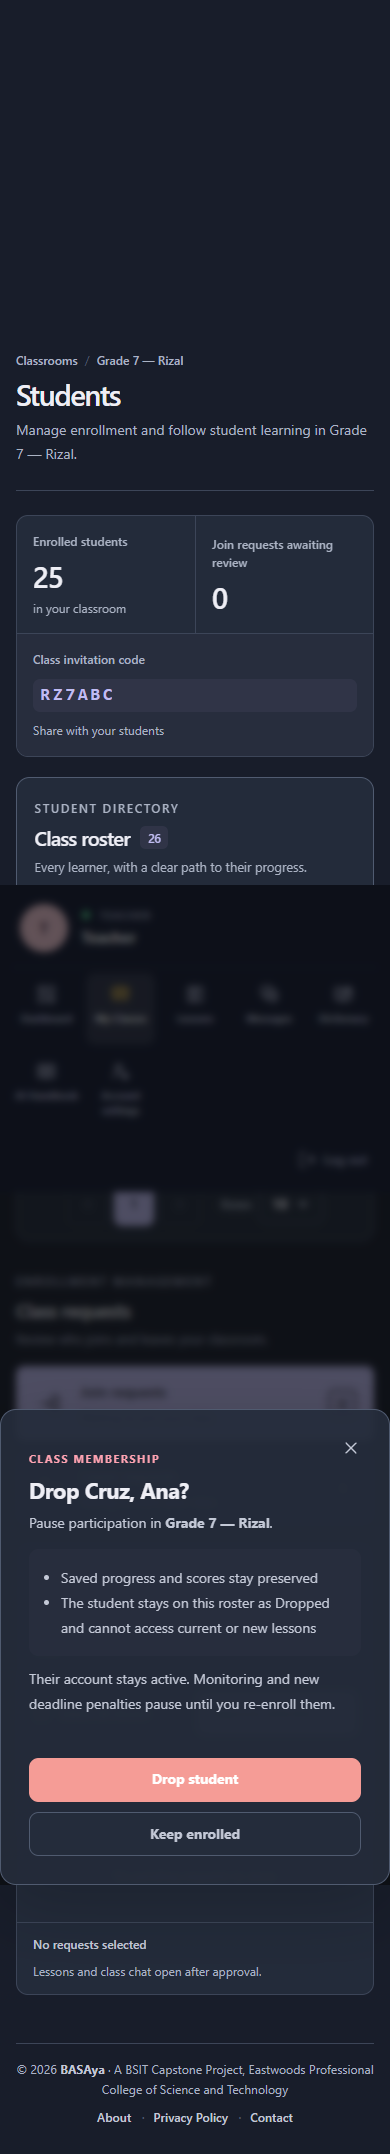 Classrooms / Grade 7 — Rizal
Students
Manage enrollment and follow student learning in Grade
7 — Rizal.
Enrolled students
25
in your classroom
Join requests awaiting
review
0
Class invitation code
RZ7ABC
Share with your students
STUDENT DIRECTORY
Class roster 26
Every learner, with a clear path to their progress.
Class requests
Join requests
CLASS MEMBERSHIP
Drop Cruz, Ana?
Pause participation in Grade 7 — Rizal.
• Saved progress and scores stay preserved
• The student stays on this roster as Dropped
and cannot access current or new lessons
Their account stays active. Monitoring and new
deadline penalties pause until you re-enroll them.
Drop student
Keep enrolled
No requests selected
Lessons and class chat open after approval.
© 2026 BASAya · A BSIT Capstone Project, Eastwoods Professional
College of Science and Technology
About · Privacy Policy · Contact